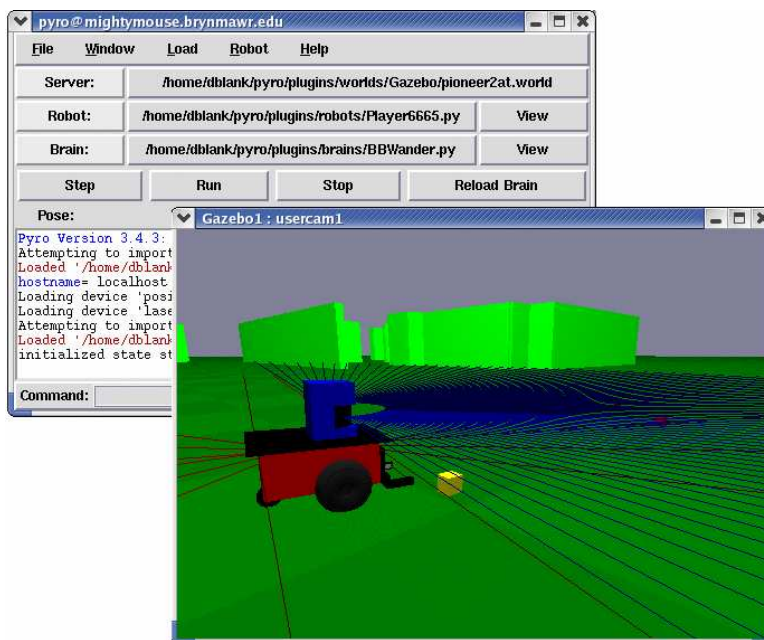 pyro@mightymouse.brynmawr.edu
File Window Load Robot Help
Server: /home/dblank/pyro/plugins/worlds/Gazebo/pioneer2at.world
Robot: /home/dblank/pyro/plugins/robots/Player6665.py View
Brain: /home/dblank/pyro/plugins/brains/BBWander.py View
Step Run Stop Reload Brain
Pose:
Gazebo1 : usercam1
Pyro Version 3.4.3:
Attempting to import
Loaded '/home/dblank
hostname= localhost
Loading device 'posi
Loading device 'lase
Attempting to import
Loaded '/home/dblank
initialized state st
Command: